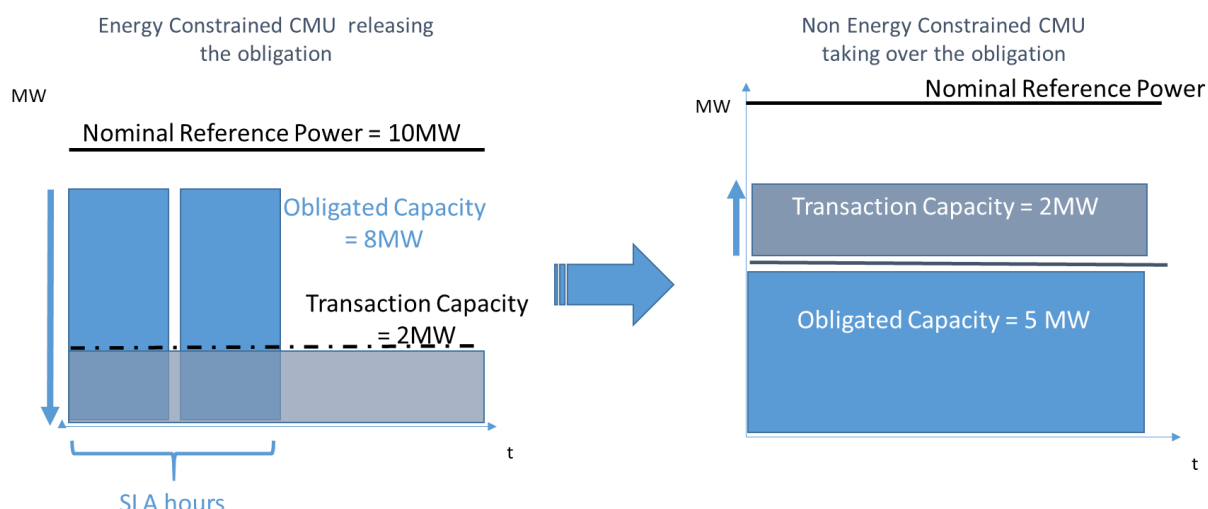 Energy Constrained CMU releasing
the obligation
MW
Nominal Reference Power = 10MW
Obligated Capacity
= 8MW
Transaction Capacity
= 2MW
t
SLA hours
Non Energy Constrained CMU
taking over the obligation
Nominal Reference Power
MW
Transaction Capacity = 2MW
Obligated Capacity = 5 MW
t